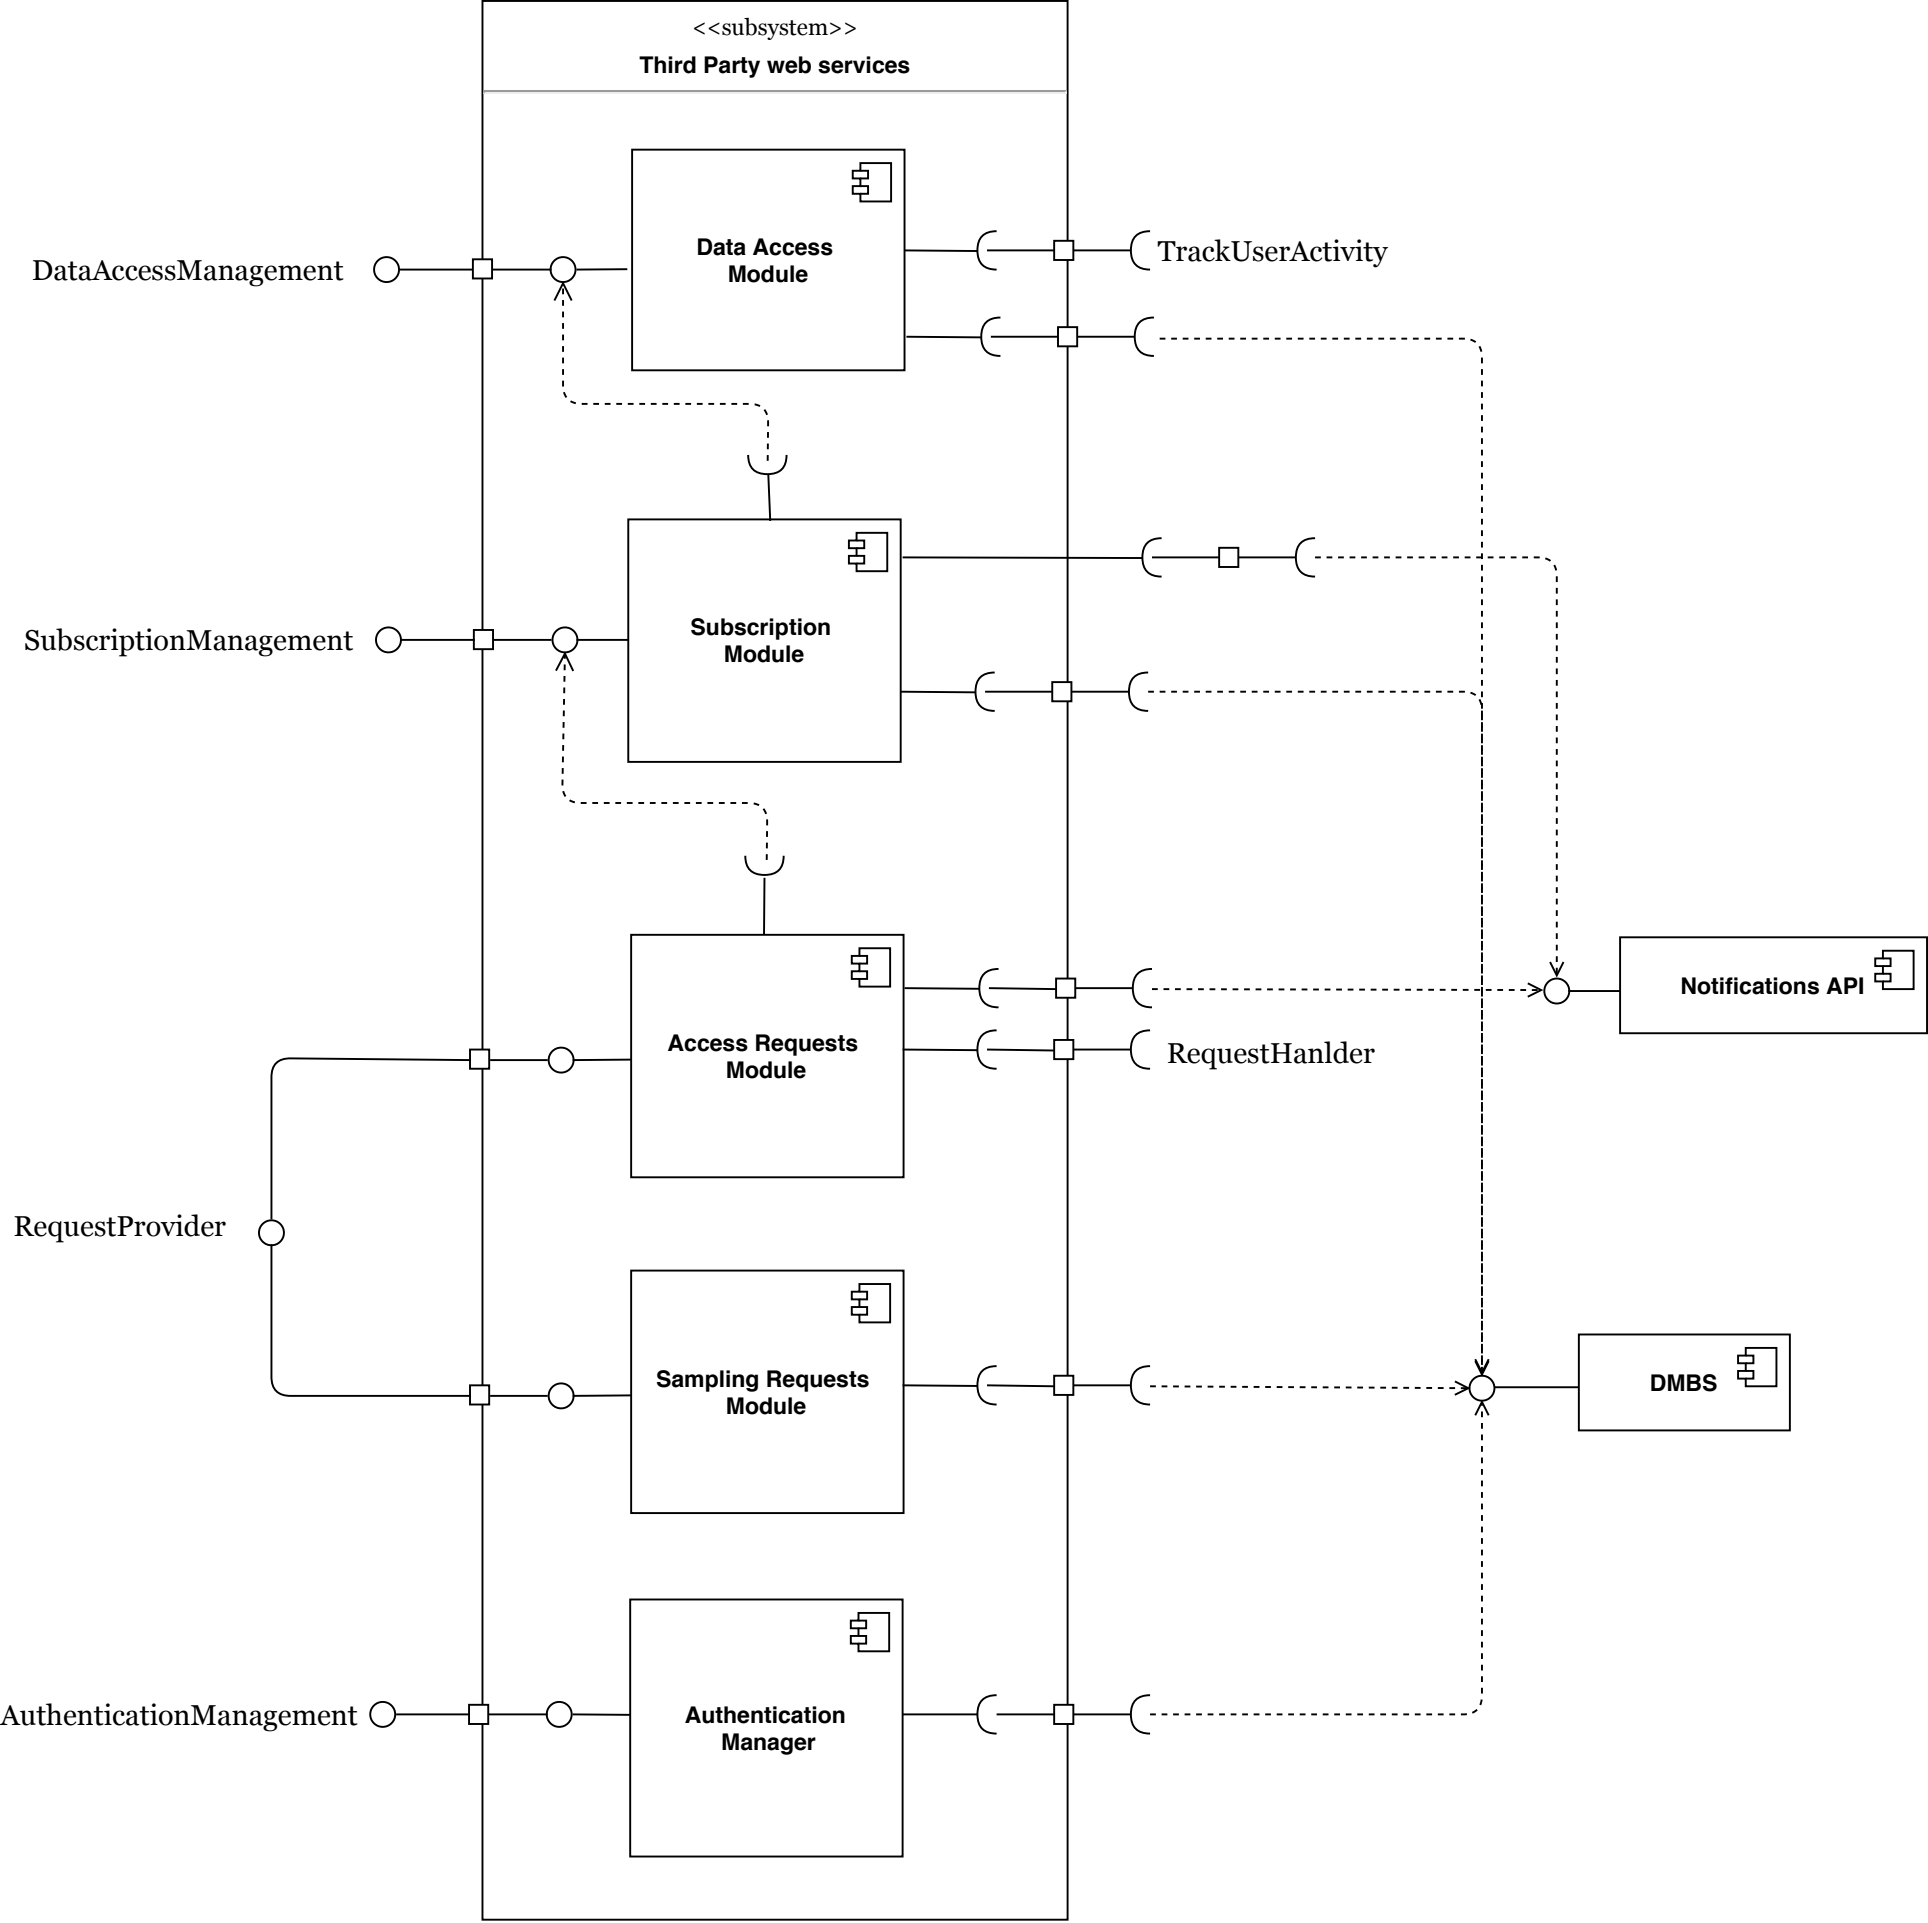 <<subsystem>>
Third Party web services
Data Access
Module
TrackUserActivity
DataAccessManagement
Subscription
Module
SubscriptionManagement
Notifications API
Access Requests
Module
RequestHanlder
RequestProvider
Sampling Requests
Module
DMBS
Authentication
Manager
AuthenticationManagement